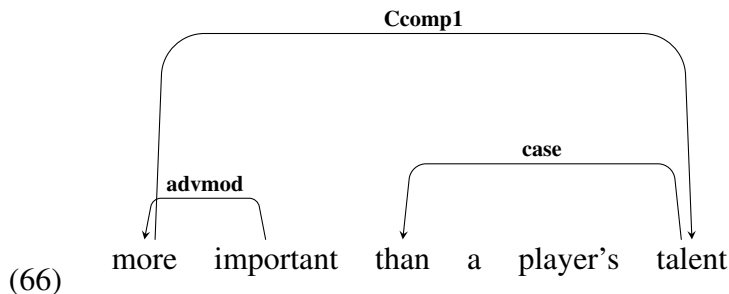 Ccomp1
case
advmod
more important than a player's talent
(66)